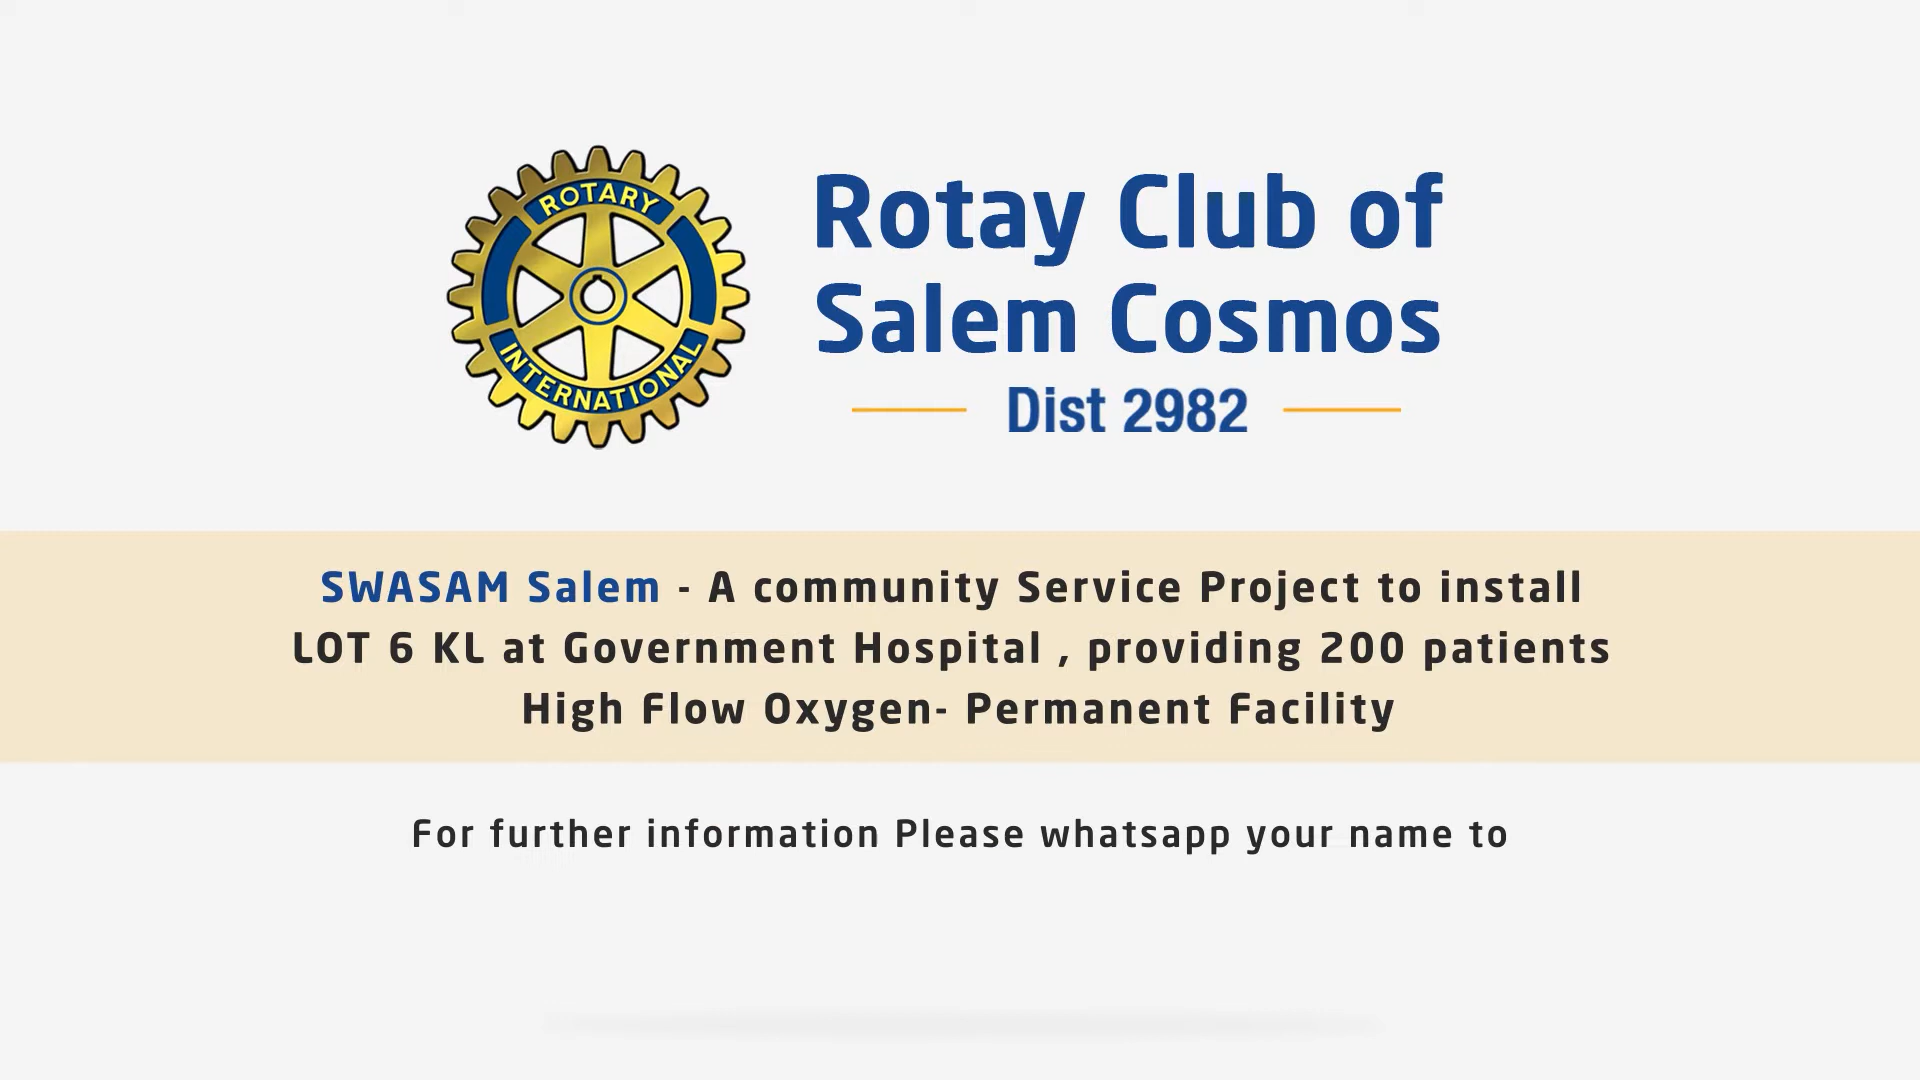 ROTARY
INTERNATIONAL
Rotay Club of
Salem Cosmos
Dist 2982
SWASAM Salem - A community Service Project to install
LOT 6 KL at Government Hospital , providing 200 patients
High Flow Oxygen- Permanent Facility
For further information Please whatsapp your name to